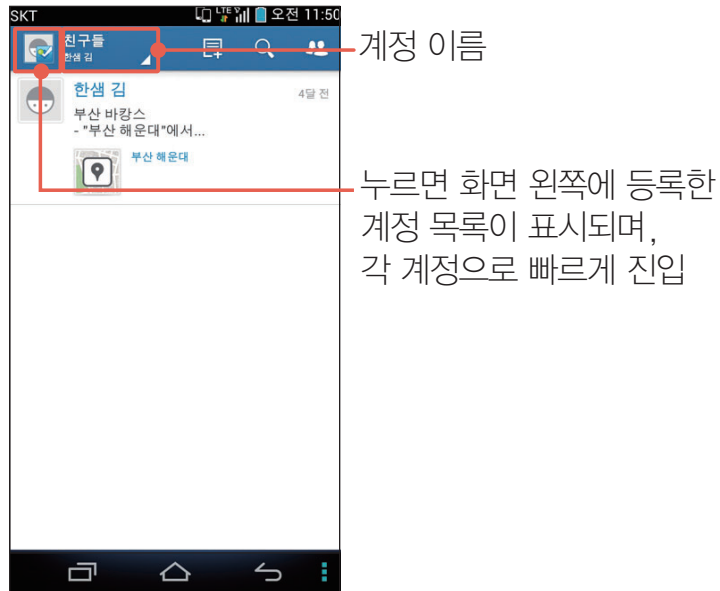 SKT
LTE
오전 11:50
친구들
한샘 김
계정 이름
한샘 김
4달 전
부산 바캉스
- "부산 해운대"에서...
부산 해운대
누르면 화면 왼쪽에 등록한
계정 목록이 표시되며,
각 계정으로 빠르게 진입